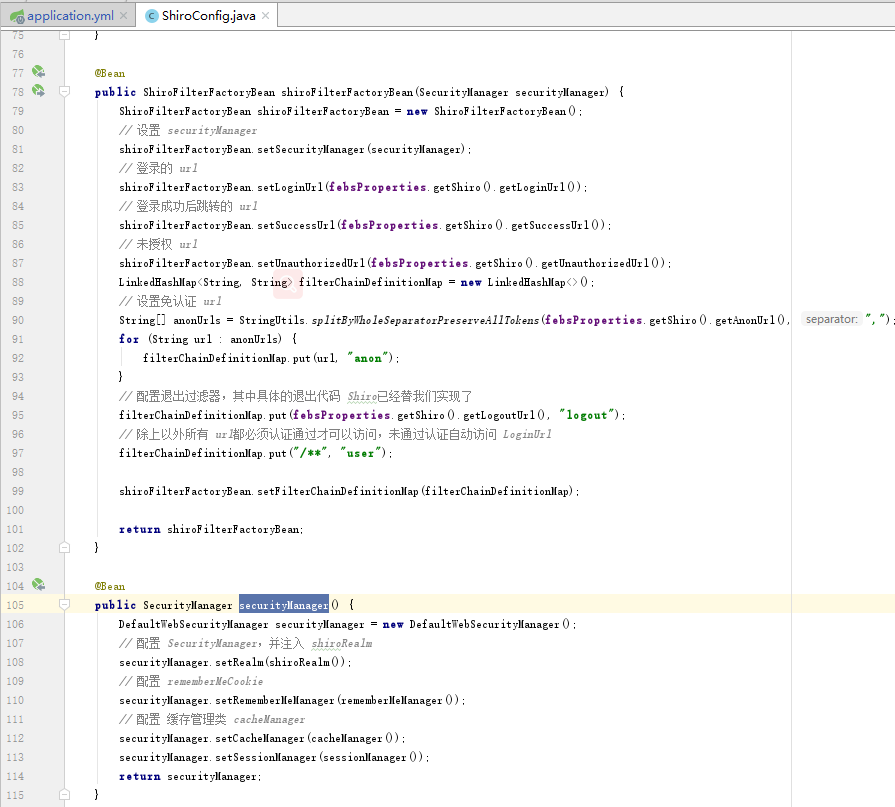 application.yml ShiroConfig.java
75 }
76
77 @Bean
78 public ShiroFilterFactoryBean shiroFilterFactoryBean(SecurityManager securityManager) {
79 ShiroFilterFactoryBean shiroFilterFactoryBean = new ShiroFilterFactoryBean();
80 // 设置 securityManager
81 shiroFilterFactoryBean.setSecurityManager(securityManager);
82 // 登录的 url
83 shiroFilterFactoryBean.setLoginUrl(febsProperties.getShiro().getLoginUrl());
84 // 登录成功后跳转的 url
85 shiroFilterFactoryBean.setSuccessUrl(febsProperties.getShiro().getSuccessUrl());
86 // 未授权 url
87 shiroFilterFactoryBean.setUnauthorizedUrl(febsProperties.getShiro().getUnauthorizedUrl());
88 LinkedHashMap<String, String> filterChainDefinitionMap = new LinkedHashMap<>();
89 // 设置免认证 url
90 String[] anonUrls = StringUtils.splitByWholeSeparatorPreserveAllTokens(febsProperties.getShiro().getAnonUrl(), separator: ",");
91 for (String url : anonUrls) {
92 filterChainDefinitionMap.put(url, "anon");
93 }
94 // 配置退出过滤器，其中具体的退出代码 Shiro已经替我们实现了
95 filterChainDefinitionMap.put(febsProperties.getShiro().getLogoutUrl(), "logout");
96 // 除上以外所有 url都必须认证通过才可以访问，未通过认证自动访问 LoginUrl
97 filterChainDefinitionMap.put("/**", "user");
98
99 shiroFilterFactoryBean.setFilterChainDefinitionMap(filterChainDefinitionMap);
100
101 return shiroFilterFactoryBean;
102 }
103
104 @Bean
105 public SecurityManager securityManager() {
106 DefaultWebSecurityManager securityManager = new DefaultWebSecurityManager();
107 // 配置 SecurityManager，并注入 shiroRealm
108 securityManager.setRealm(shiroRealm());
109 // 配置 rememberMeCookie
110 securityManager.setRememberMeManager(rememberMeManager());
111 // 配置 缓存管理类 cacheManager
112 securityManager.setCacheManager(cacheManager());
113 securityManager.setSessionManager(sessionManager());
114 return securityManager;
115 }